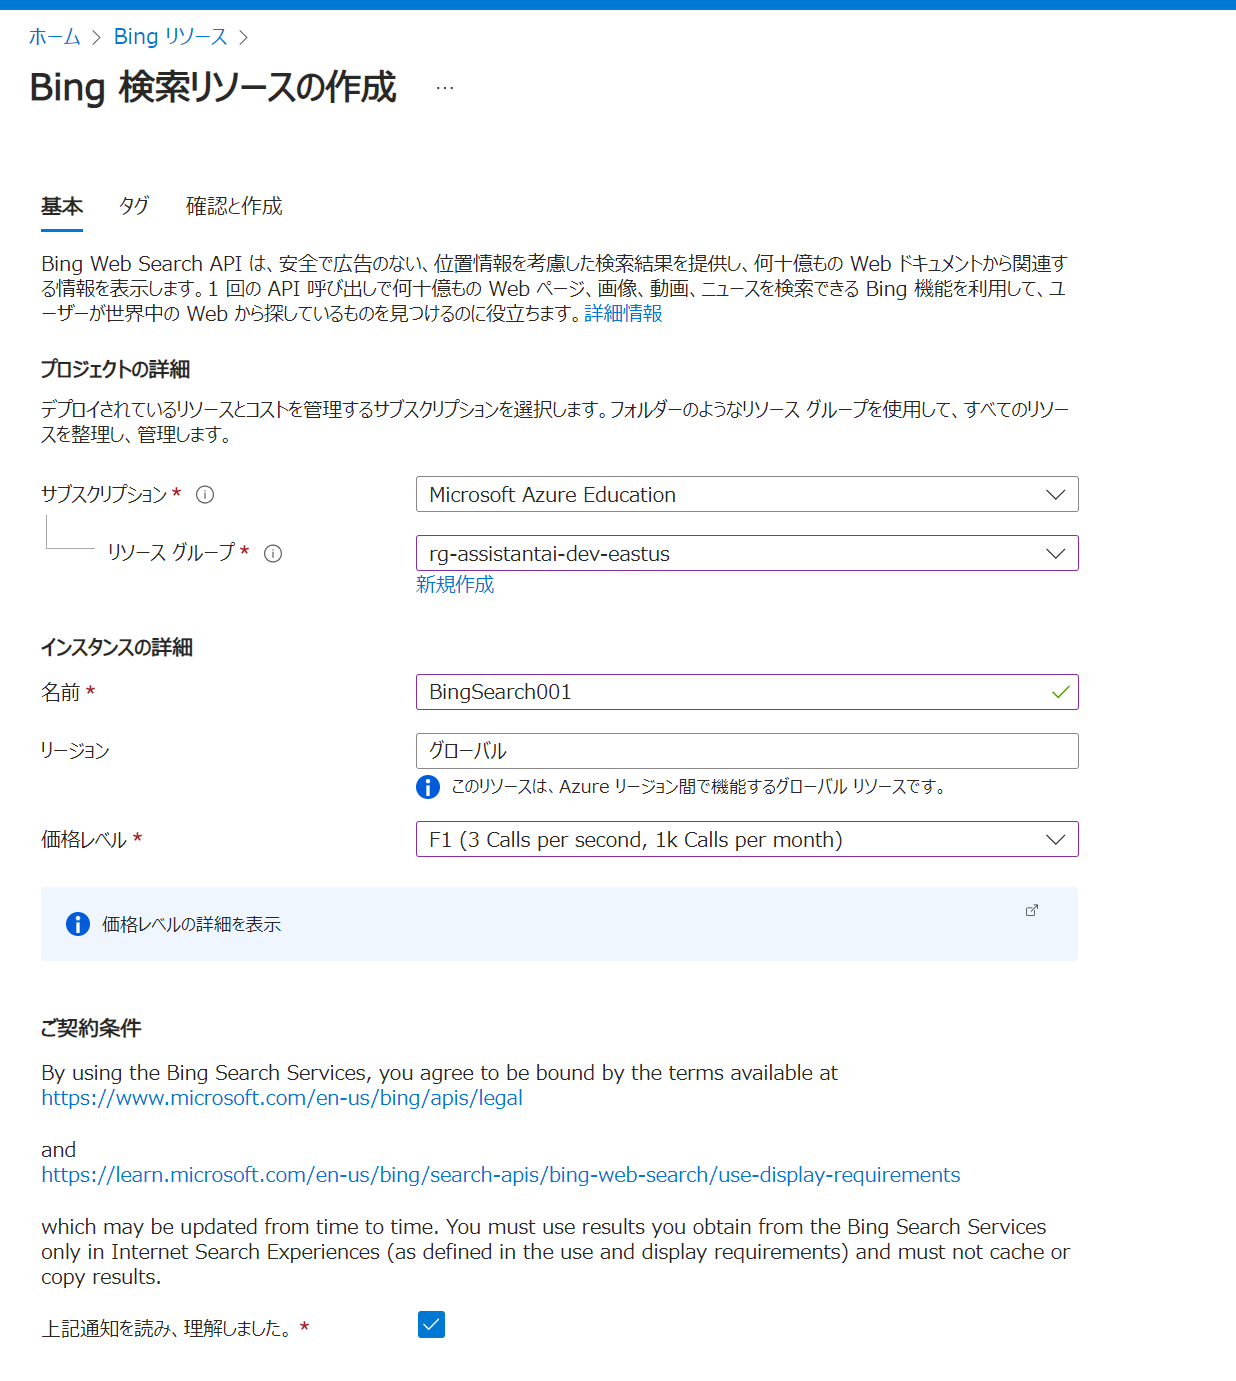 ホーム > Bing リソース >
Bing 検索リソースの作成 …
基本 タグ 確認と作成
Bing Web Search API は、安全で広告のない、位置情報を考慮した検索結果を提供し、何十億もの Web ドキュメントから関連す
る情報を表示します。1 回の API 呼び出しで何十億もの Web ページ、画像、動画、ニュースを検索できる Bing 機能を利用して、ユ
ーザーが世界中の Web から探しているものを見つけるのに役立ちます。詳細情報
プロジェクトの詳細
デプロイされているリソースとコストを管理するサブスクリプションを選択します。フォルダーのようなリソース グループを使用して、すべてのリソー
スを整理し、管理します。
サブスクリプション * Microsoft Azure Education
リソース グループ * rg-assistantai-dev-eastus
新規作成
インスタンスの詳細
名前 * BingSearch001
リージョン グローバル
このリソースは、Azure リージョン間で機能するグローバル リソースです。
価格レベル * F1 (3 Calls per second, 1k Calls per month)
価格レベルの詳細を表示
ご契約条件
By using the Bing Search Services, you agree to be bound by the terms available at
https://www.microsoft.com/en-us/bing/apis/legal
and
https://learn.microsoft.com/en-us/bing/search-apis/bing-web-search/use-display-requirements
which may be updated from time to time. You must use results you obtain from the Bing Search Services
only in Internet Search Experiences (as defined in the use and display requirements) and must not cache or
copy results.
上記通知を読み、理解しました。 *